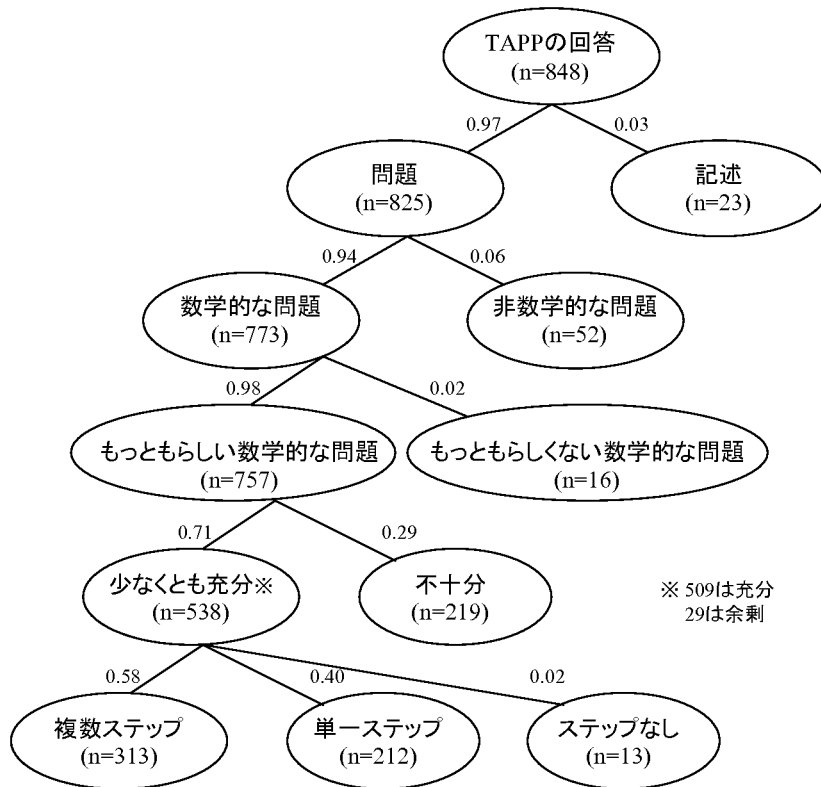 TAPPの回答
(n=848)
0.97
0.03
問題
(n=825)
記述
(n=23)
0.94
0.06
数学的な問題
(n=773)
非数学的な問題
(n=52)
0.98
0.02
もっともらしい数学的な問題
(n=757)
もっともらしくない数学的な問題
(n=16)
0.71
0.29
少なくとも充分※
(n=538)
不十分
(n=219)
※ 509は充分
29は余剰
0.58
0.40
0.02
複数ステップ
(n=313)
単一ステップ
(n=212)
ステップなし
(n=13)